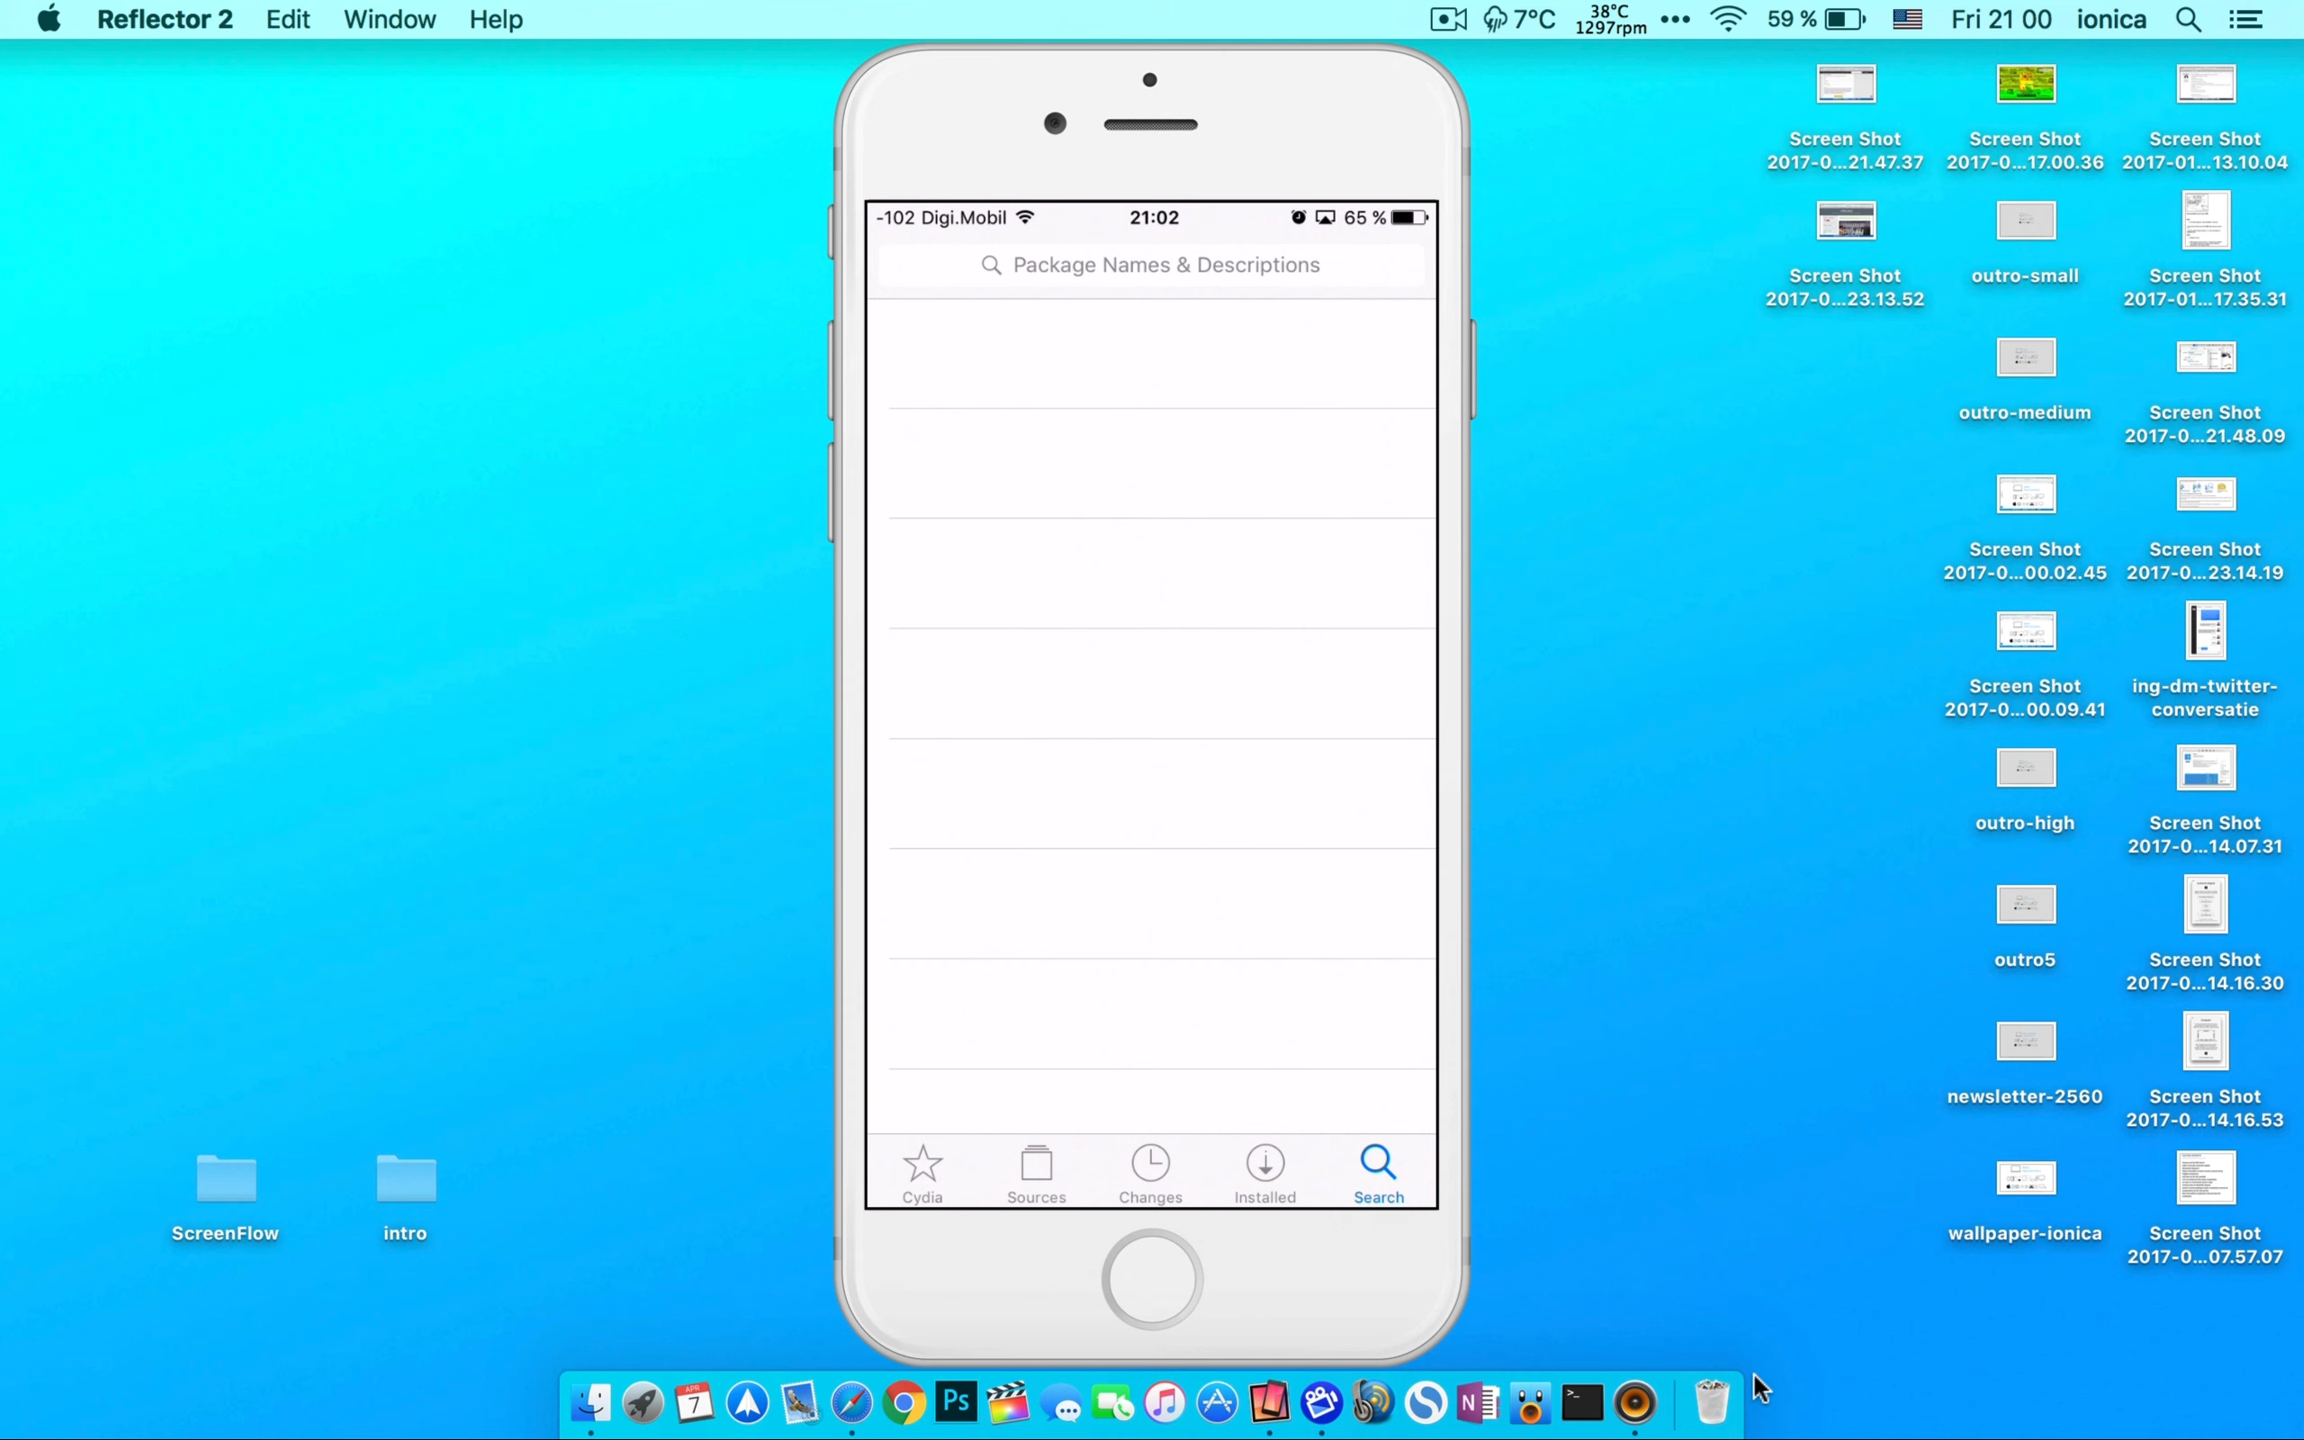 Reflector 2 Edit Window Help
7°C 38°C 59 % Fri 21 00 ionica
1297rpm
-102 Digi.Mobil 21:02 65 %
Package Names & Descriptions
Cydia Sources Changes Installed Search
Screen Shot
2017-0...21.47.37
Screen Shot
2017-0...17.00.36
Screen Shot
2017-01...13.10.04
Screen Shot
2017-0...23.13.52
outro-small
Screen Shot
2017-01...17.35.31
outro-medium
Screen Shot
2017-0...21.48.09
Screen Shot
2017-0...00.02.45
Screen Shot
2017-0...23.14.19
Screen Shot
2017-0...00.09.41
ing-dm-twitter-
conversatie
outro-high
Screen Shot
2017-0...14.07.31
outro5
Screen Shot
2017-0...14.16.30
newsletter-2560
Screen Shot
2017-0...14.16.53
ScreenFlow
intro
wallpaper-ionica
Screen Shot
2017-0...07.57.07
APR
7
Ps
N
>_